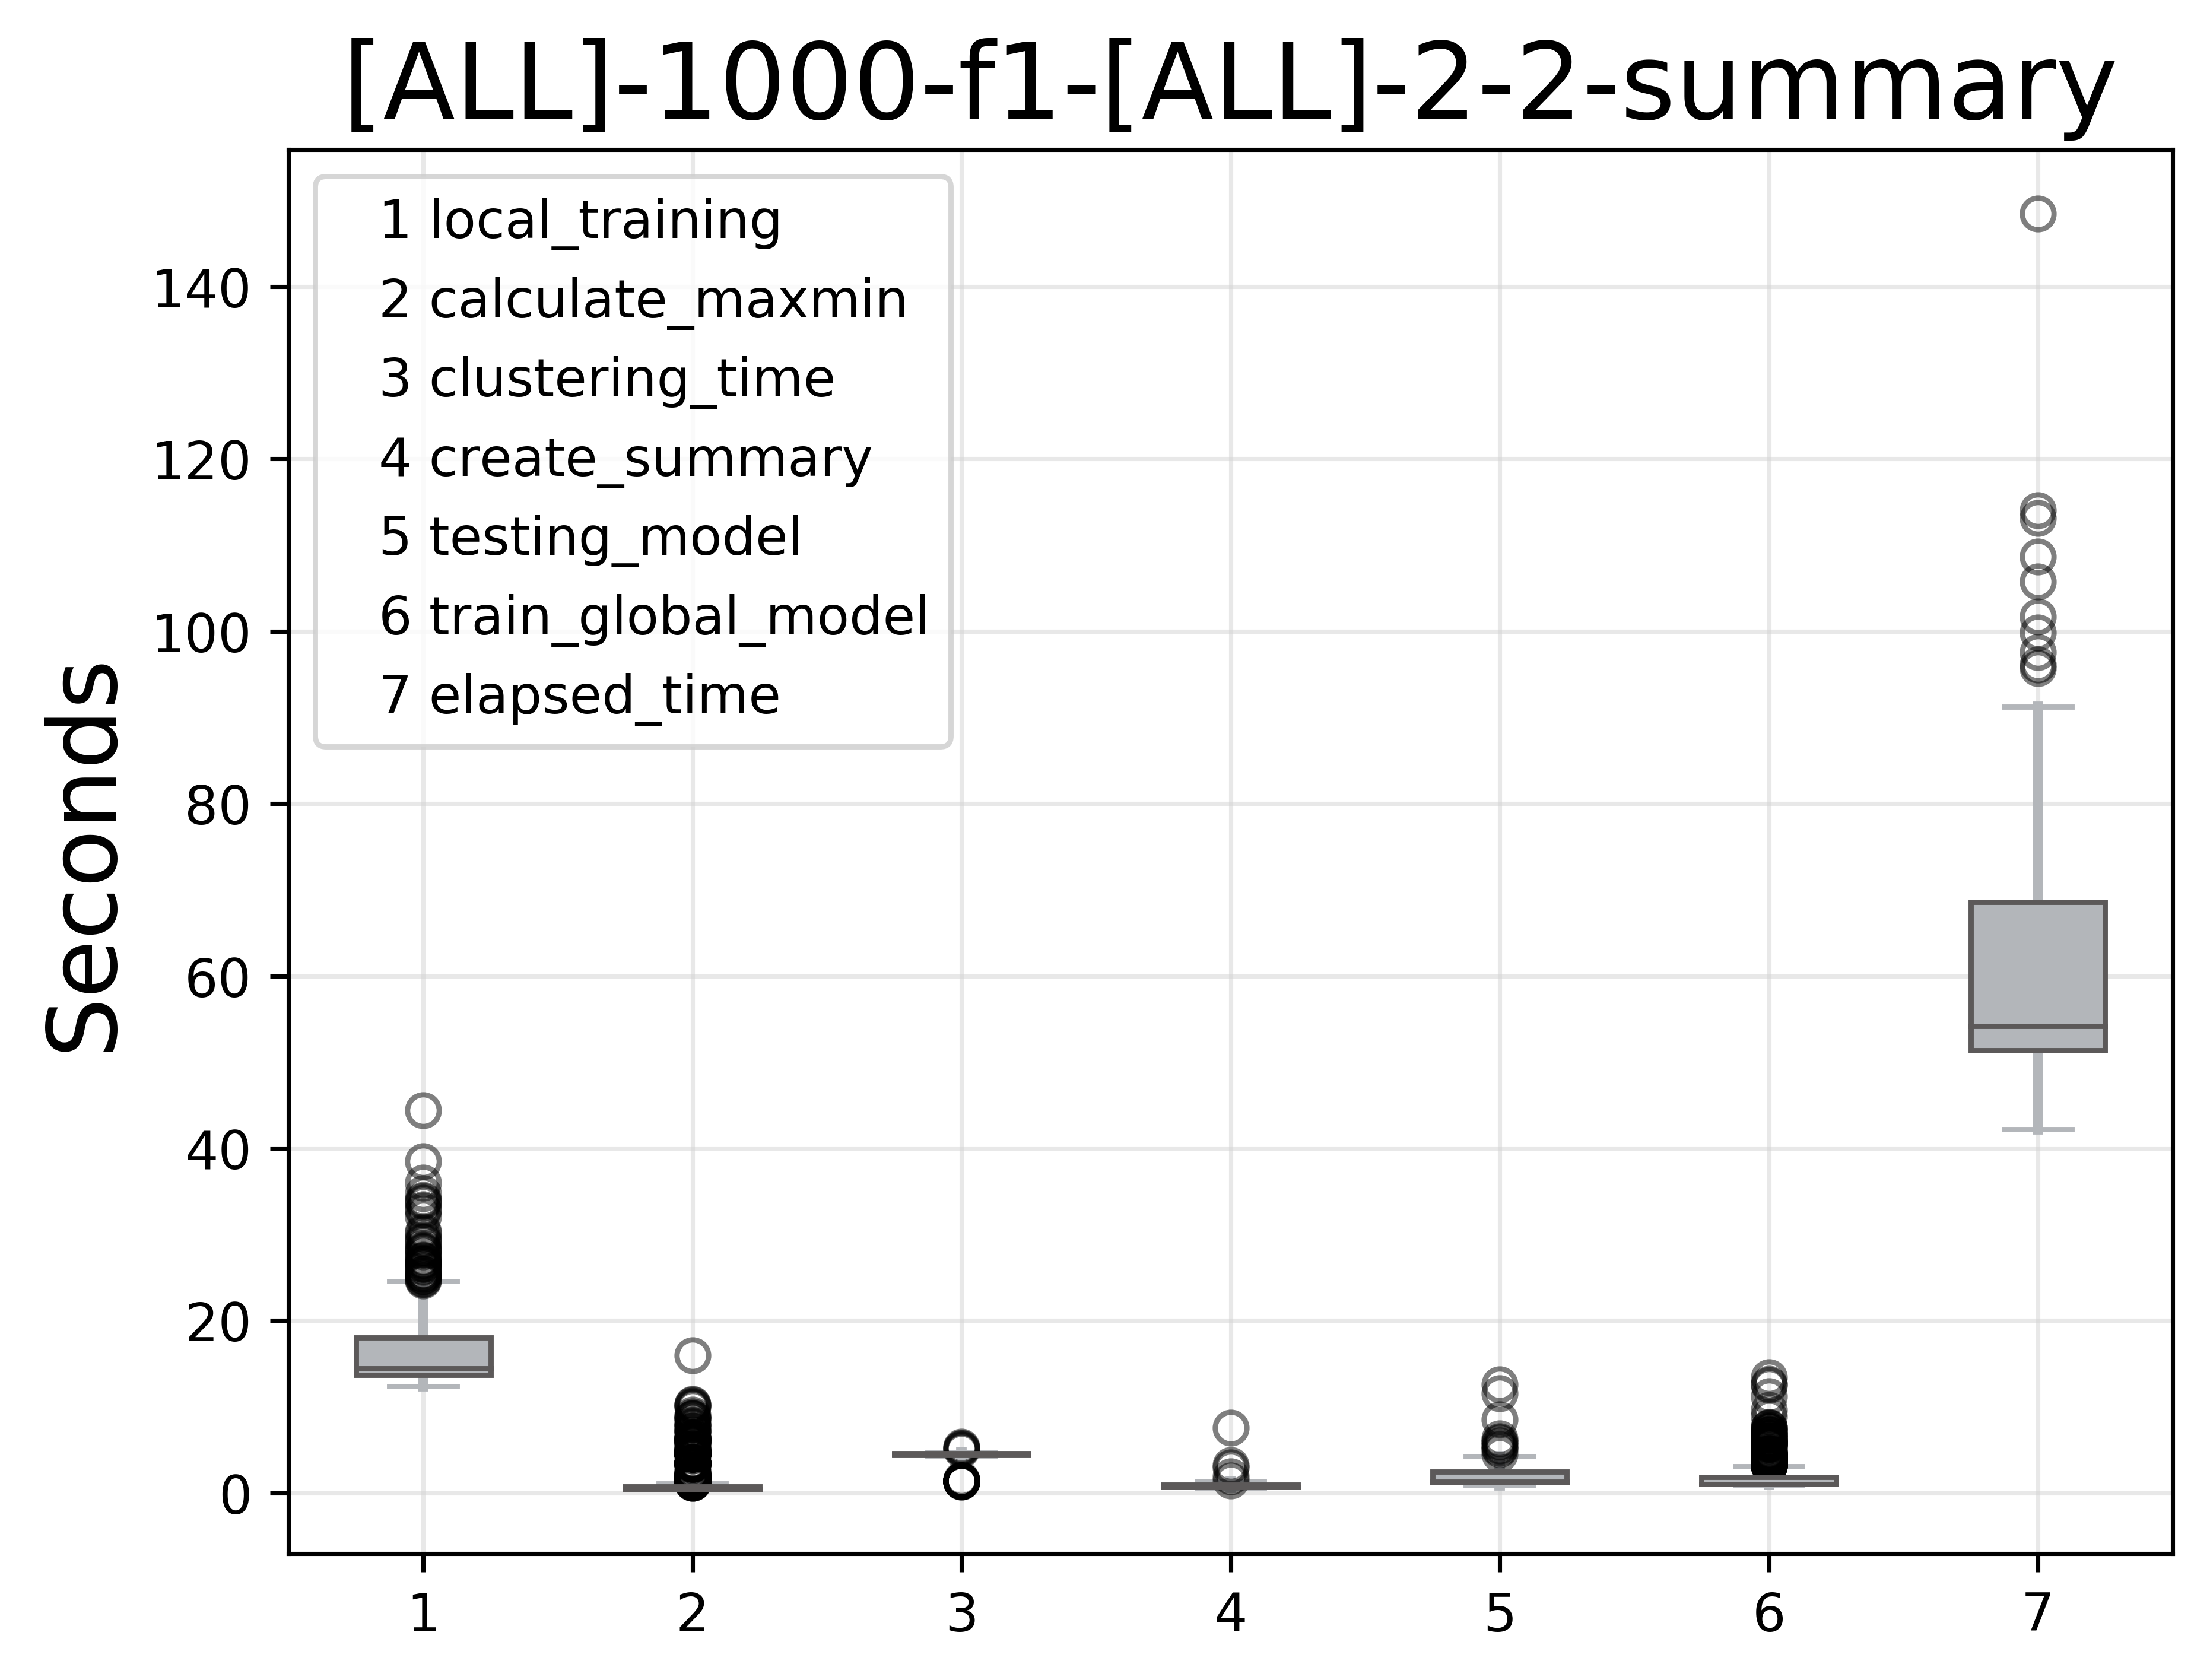 [ALL]-1000-f1-[ALL]-2-2-summary
1 local_training
2 calculate_maxmin
3 clustering_time
4 create_summary
5 testing_model
6 train_global_model
7 elapsed_time
Seconds
140
120
100
80
60
40
20
0
1 2 3 4 5 6 7